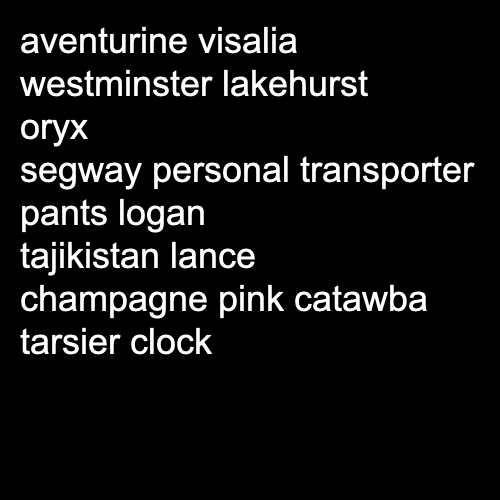 aventurine visalia
westminster lakehurst
oryx
segway personal transporter
pants logan
tajikistan lance
champagne pink catawba
tarsier clock